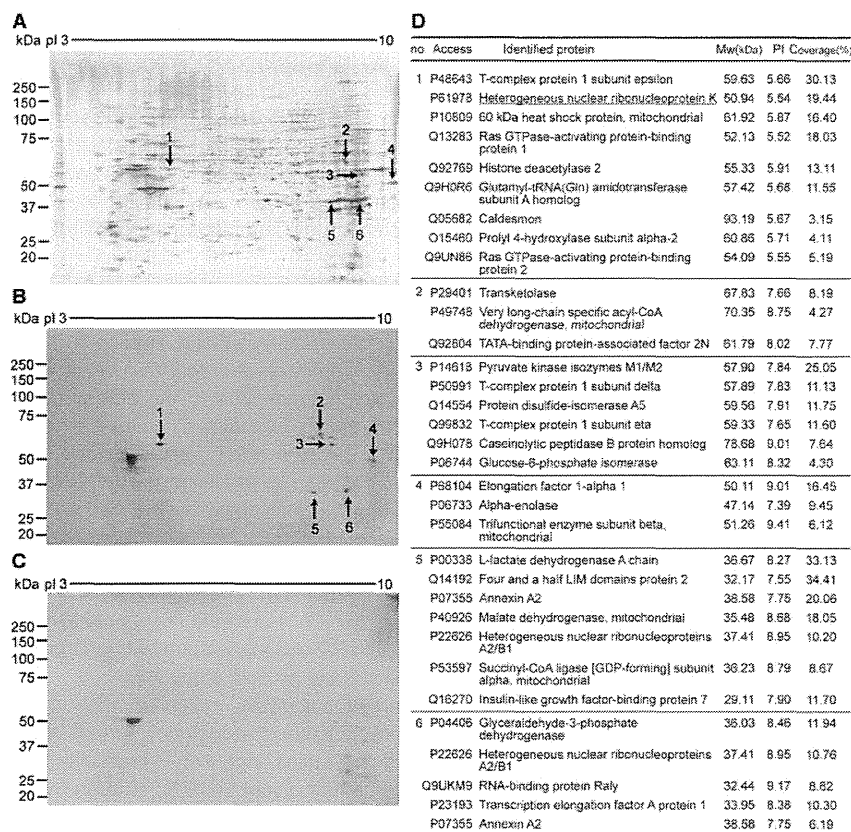 A
kDa pI 3 10
250
150
100
75
50
37
25
20
1
2
3
4
5
6
B
kDa pI 3 10
250
150
100
75
50
37
25
20
1
2
3
4
5
6
C
kDa pI 3 10
250
150
100
75
50
37
25
20
D
no Access Identified protein Mw(kDa) PI Coverage(%)
1 P48643 T-complex protein 1 subunit epsilon 59.63 5.66 30.13
P61978 Heterogeneous nuclear ribonucleoprotein K 50.94 5.54 19.44
P10809 60 kDa heat shock protein, mitochondrial 61.92 5.87 16.40
Q13283 Ras GTPase-activating protein-binding 52.13 5.52 18.03
protein 1
Q92769 Histone deacetylase 2 55.33 5.91 13.11
Q9H0R6 Glutamyl-tRNA(Gln) amidotransferase 57.42 5.68 11.55
subunit A homolog
Q05682 Caldesmon 93.19 5.67 3.15
O15460 Prolyl 4-hydroxylase subunit alpha-2 60.86 5.71 4.11
Q9UN86 Ras GTPase-activating protein-binding 54.09 5.55 5.19
protein 2
2 P29401 Transketolase 67.83 7.66 8.19
P49748 Very long-chain specific acyl-CoA 70.35 8.75 4.27
dehydrogenase, mitochondrial
Q92804 TATA-binding protein-associated factor 2N 61.79 8.02 7.77
3 P14618 Pyruvate kinase isozymes M1/M2 57.90 7.84 25.05
P50991 T-complex protein 1 subunit delta 57.89 7.83 11.13
Q14554 Protein disulfide-isomerase A5 59.56 7.91 11.75
Q99832 T-complex protein 1 subunit eta 59.33 7.65 11.60
Q9H078 Caseinolytic peptidase B protein homolog 78.68 9.01 7.64
P06744 Glucose-6-phosphate isomerase 63.11 8.32 4.30
4 P68104 Elongation factor 1-alpha 1 50.11 9.01 16.45
P06733 Alpha-enolase 47.14 7.39 9.45
P55084 Trifunctional enzyme subunit beta, 51.26 9.41 6.12
mitochondrial
5 P00338 L-lactate dehydrogenase A chain 36.67 8.27 33.13
Q14192 Four and a half LIM domains protein 2 32.17 7.55 34.41
P07355 Annexin A2 38.58 7.75 20.06
P40926 Malate dehydrogenase, mitochondrial 35.48 8.68 18.05
P22626 Heterogeneous nuclear ribonucleoproteins 37.41 8.95 10.20
A2/B1
P53597 Succinyl-CoA ligase [GDP-forming] subunit 36.23 8.79 8.67
alpha, mitochondrial
Q16270 Insulin-like growth factor-binding protein 7 29.11 7.90 11.70
6 P04406 Glyceraldehyde-3-phosphate 36.03 8.46 11.94
dehydrogenase
P22626 Heterogeneous nuclear ribonucleoproteins 37.41 8.95 10.76
A2/B1
Q9UKM9 RNA-binding protein Raly 32.44 9.17 8.82
P23193 Transcription elongation factor A protein 1 33.95 8.38 10.30
P07355 Annexin A2 38.58 7.75 6.19